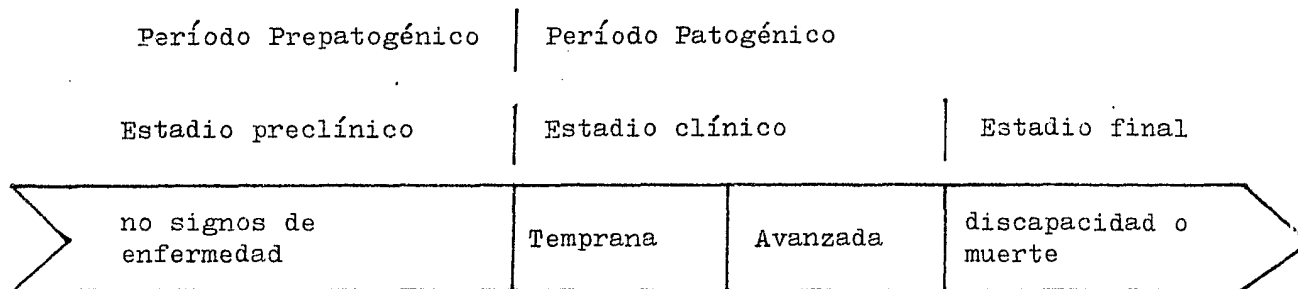 Período Prepatogénico Período Patogénico
Estadio preclínico Estadio clínico Estadio final
no signos de
enfermedad
Temprana
Avanzada
discapacidad o
muerte